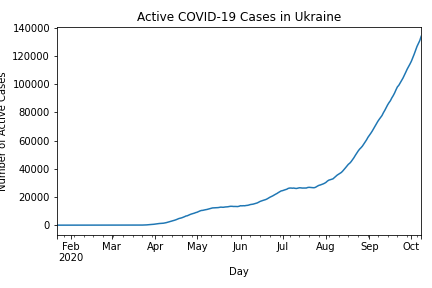 Active COVID-19 Cases in Ukraine
140000
120000
100000
80000
60000
40000
20000
0
Number of Active Cases
Feb Mar Apr May Jun Jul Aug Sep Oct
2020
Day